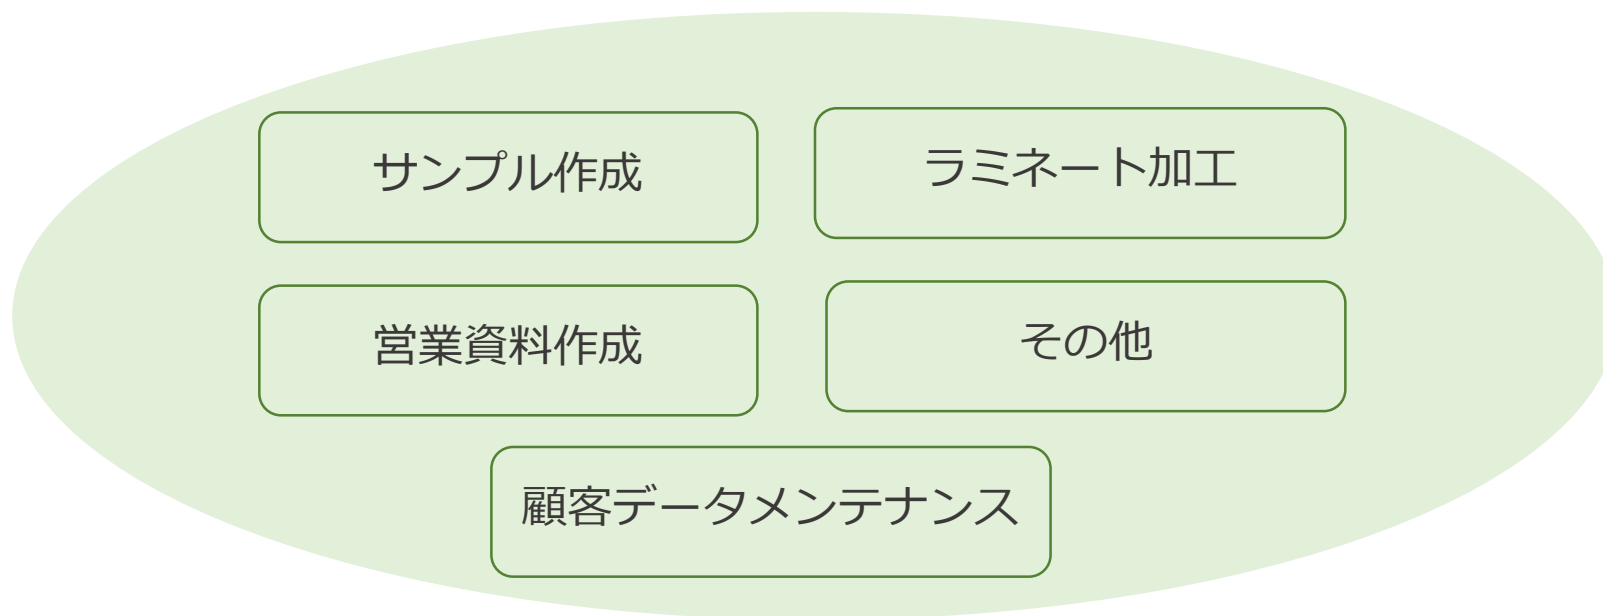 サンプル作成
ラミネート加工
営業資料作成
その他
顧客データメンテナンス